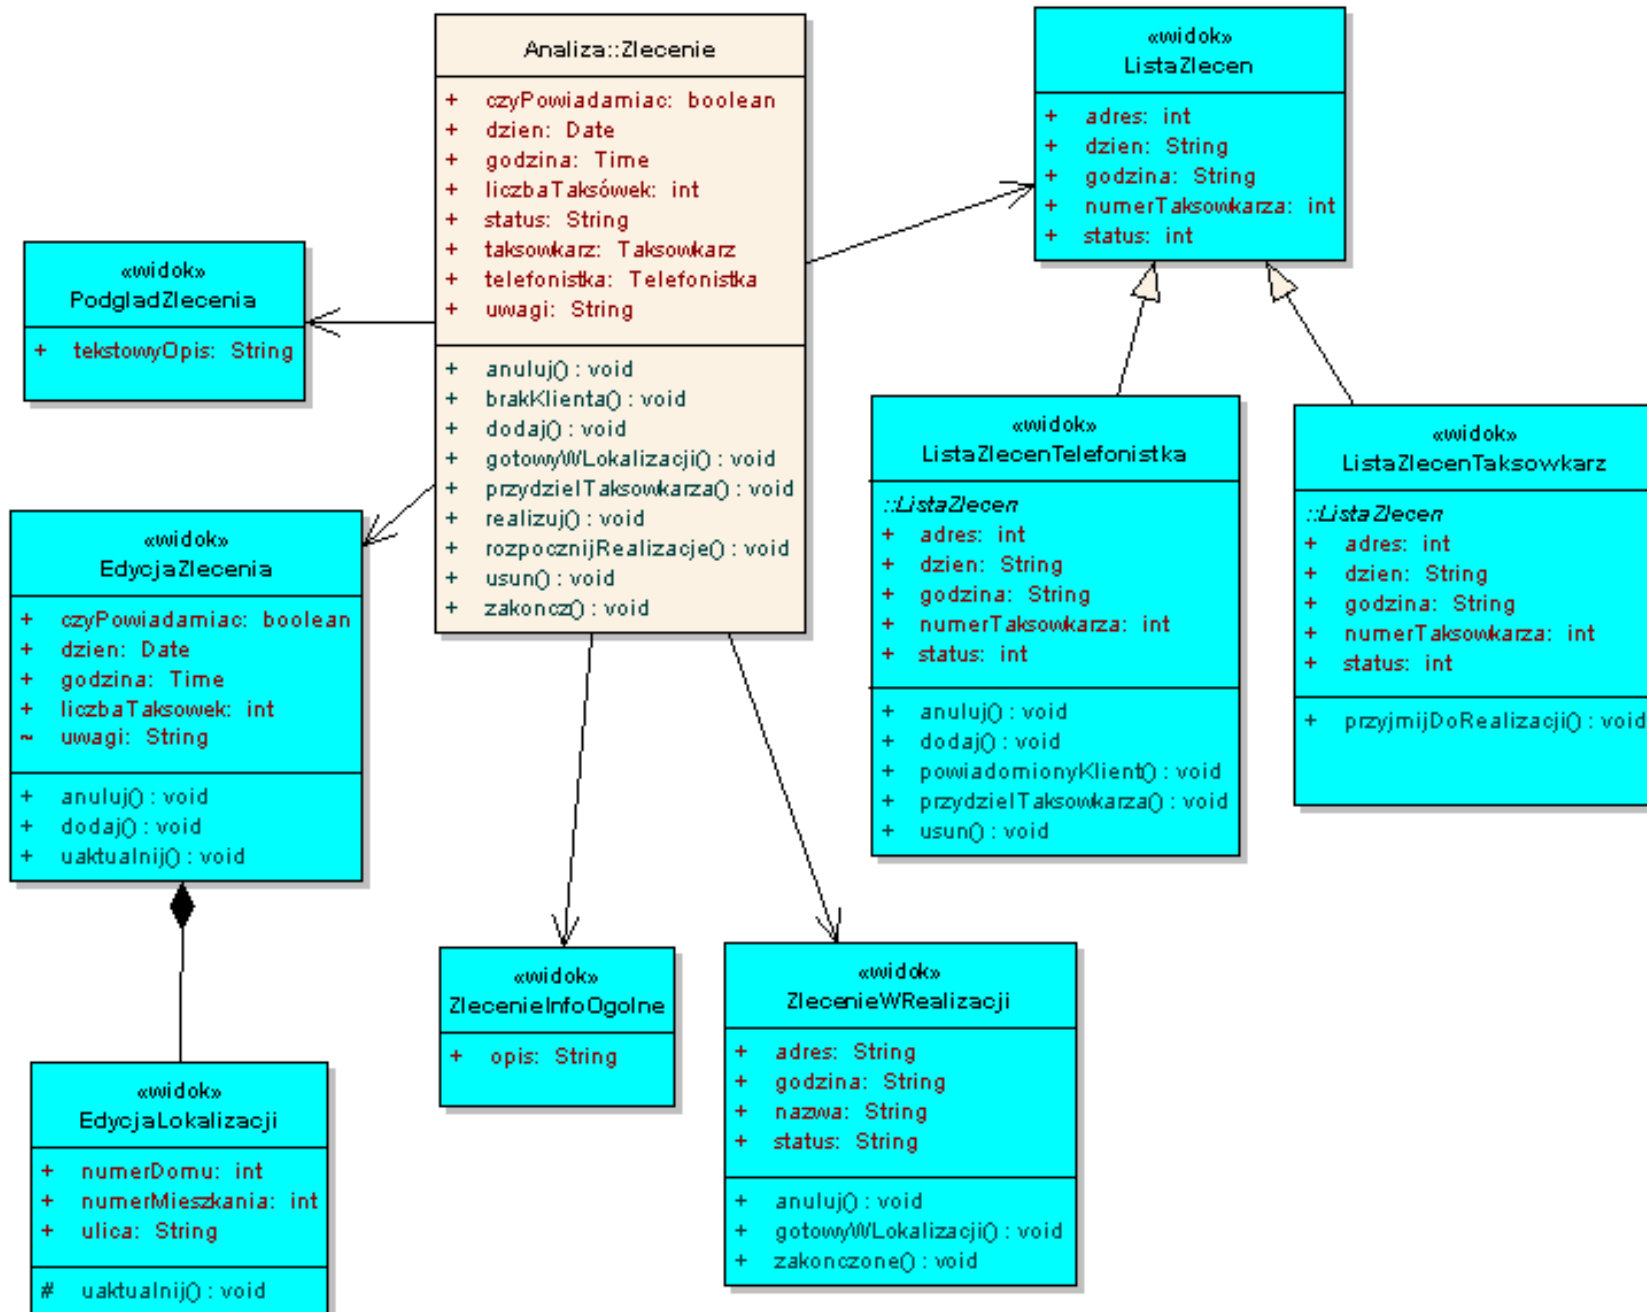 Analiza::Zlecenie
+ czyPowiadamiac: boolean
+ dzien: Date
+ godzina: Time
+ liczbaTaksówek: int
+ status: String
+ taksowkarz: Taksowkarz
+ telefonistka: Telefonistka
+ uwagi: String
+ anuluj() : void
+ brakKlienta() : void
+ dodaj() : void
+ gotowyWLokalizacji() : void
+ przydzielTaksowkarza() : void
+ realizuj() : void
+ rozpocznijRealizacje() : void
+ usun() : void
+ zakoncz() : void
«widok»
ListaZlecen
+ adres: int
+ dzien: String
+ godzina: String
+ numerTaksowkarza: int
+ status: int
«widok»
PodgladZlecenia
+ tekstowyOpis: String
«widok»
ListaZlecenTelefonistka
::ListaZlecen
+ adres: int
+ dzien: String
+ godzina: String
+ numerTaksowkarza: int
+ status: int
+ anuluj() : void
+ dodaj() : void
+ powiadomionyKlient() : void
+ przydzielTaksowkarza() : void
+ usun() : void
«widok»
ListaZlecenTaksowkarz
::ListaZlecen
+ adres: int
+ dzien: String
+ godzina: String
+ numerTaksowkarza: int
+ status: int
+ przyjmijDoRealizacji() : void
«widok»
EdycjaZlecenia
+ czyPowiadamiac: boolean
+ dzien: Date
+ godzina: Time
+ liczbaTaksowek: int
~ uwagi: String
+ anuluj() : void
+ dodaj() : void
+ uaktualnij() : void
«widok»
ZlecenieInfoOgolne
+ opis: String
«widok»
ZlecenieWRealizacji
+ adres: String
+ godzina: String
+ nazwa: String
+ status: String
+ anuluj() : void
+ gotowyWLokalizacji() : void
+ zakonczone() : void
«widok»
EdycjaLokalizacji
+ numerDomu: int
+ numerMieszkania: int
+ ulica: String
# uaktualnij() : void